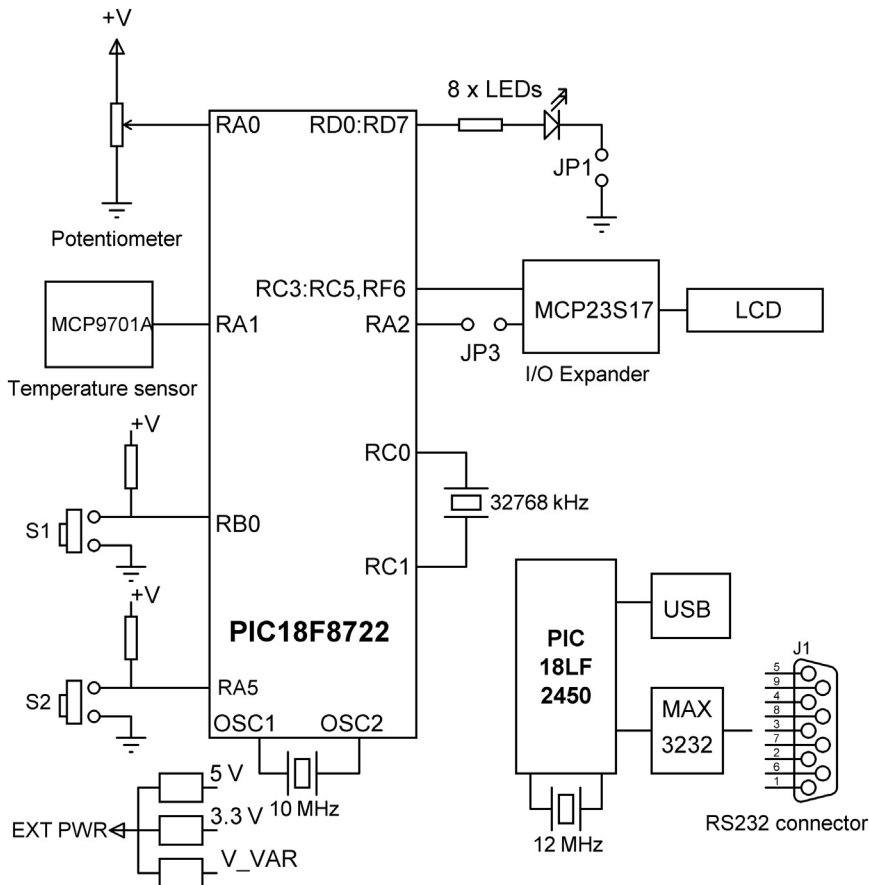 +V
8 x LEDs
RA0
RD0:RD7
JP1
Potentiometer
RC3:RC5,RF6
MCP23S17
LCD
MCP9701A
RA1
RA2
JP3
I/O Expander
Temperature sensor
+V
RC0
32768 kHz
S1
RB0
RC1
+V
PIC18F8722
PIC
18LF
2450
USB
J1
S2
RA5
OSC1
OSC2
MAX
3232
5
9
4
8
3
7
2
6
1
5 V
10 MHz
EXT PWR
3.3 V
V_VAR
12 MHz
RS232 connector